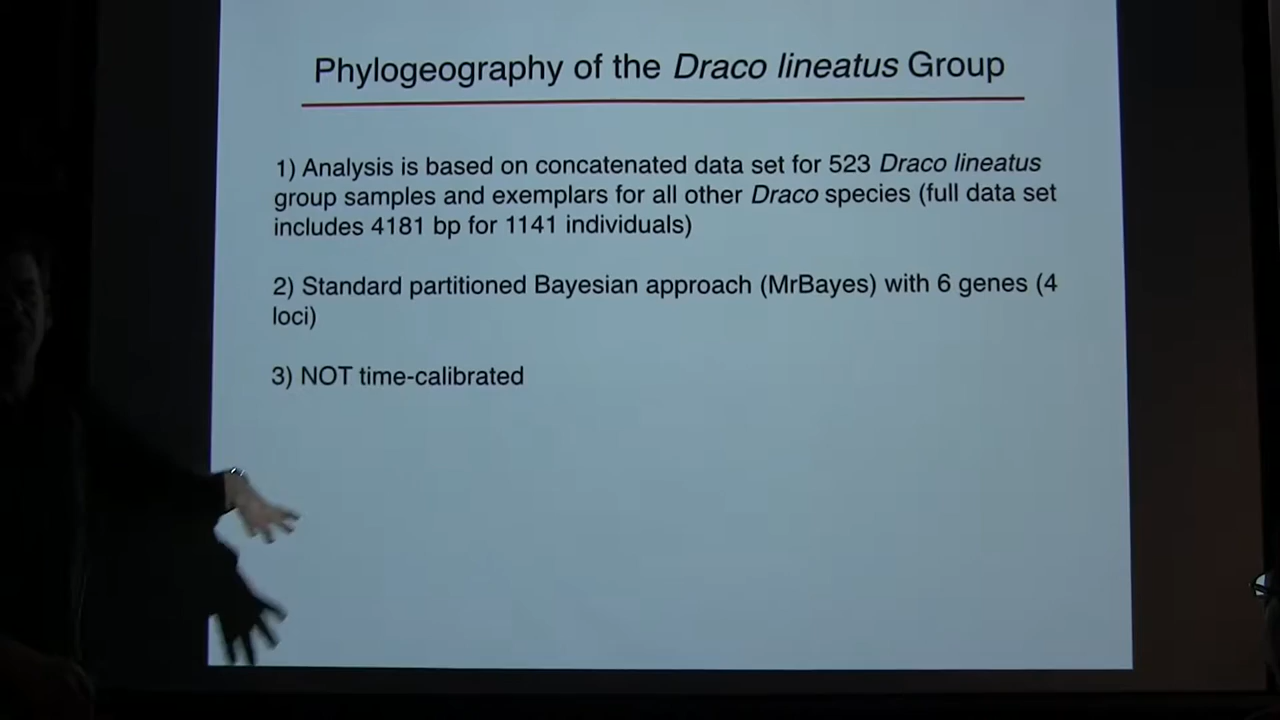 Phylogeography of the Draco lineatus Group
1) Analysis is based on concatenated data set for 523 Draco lineatus
group samples and exemplars for all other Draco species (full data set
includes 4181 bp for 1141 individuals)
2) Standard partitioned Bayesian approach (MrBayes) with 6 genes (4
loci)
3) NOT time-calibrated